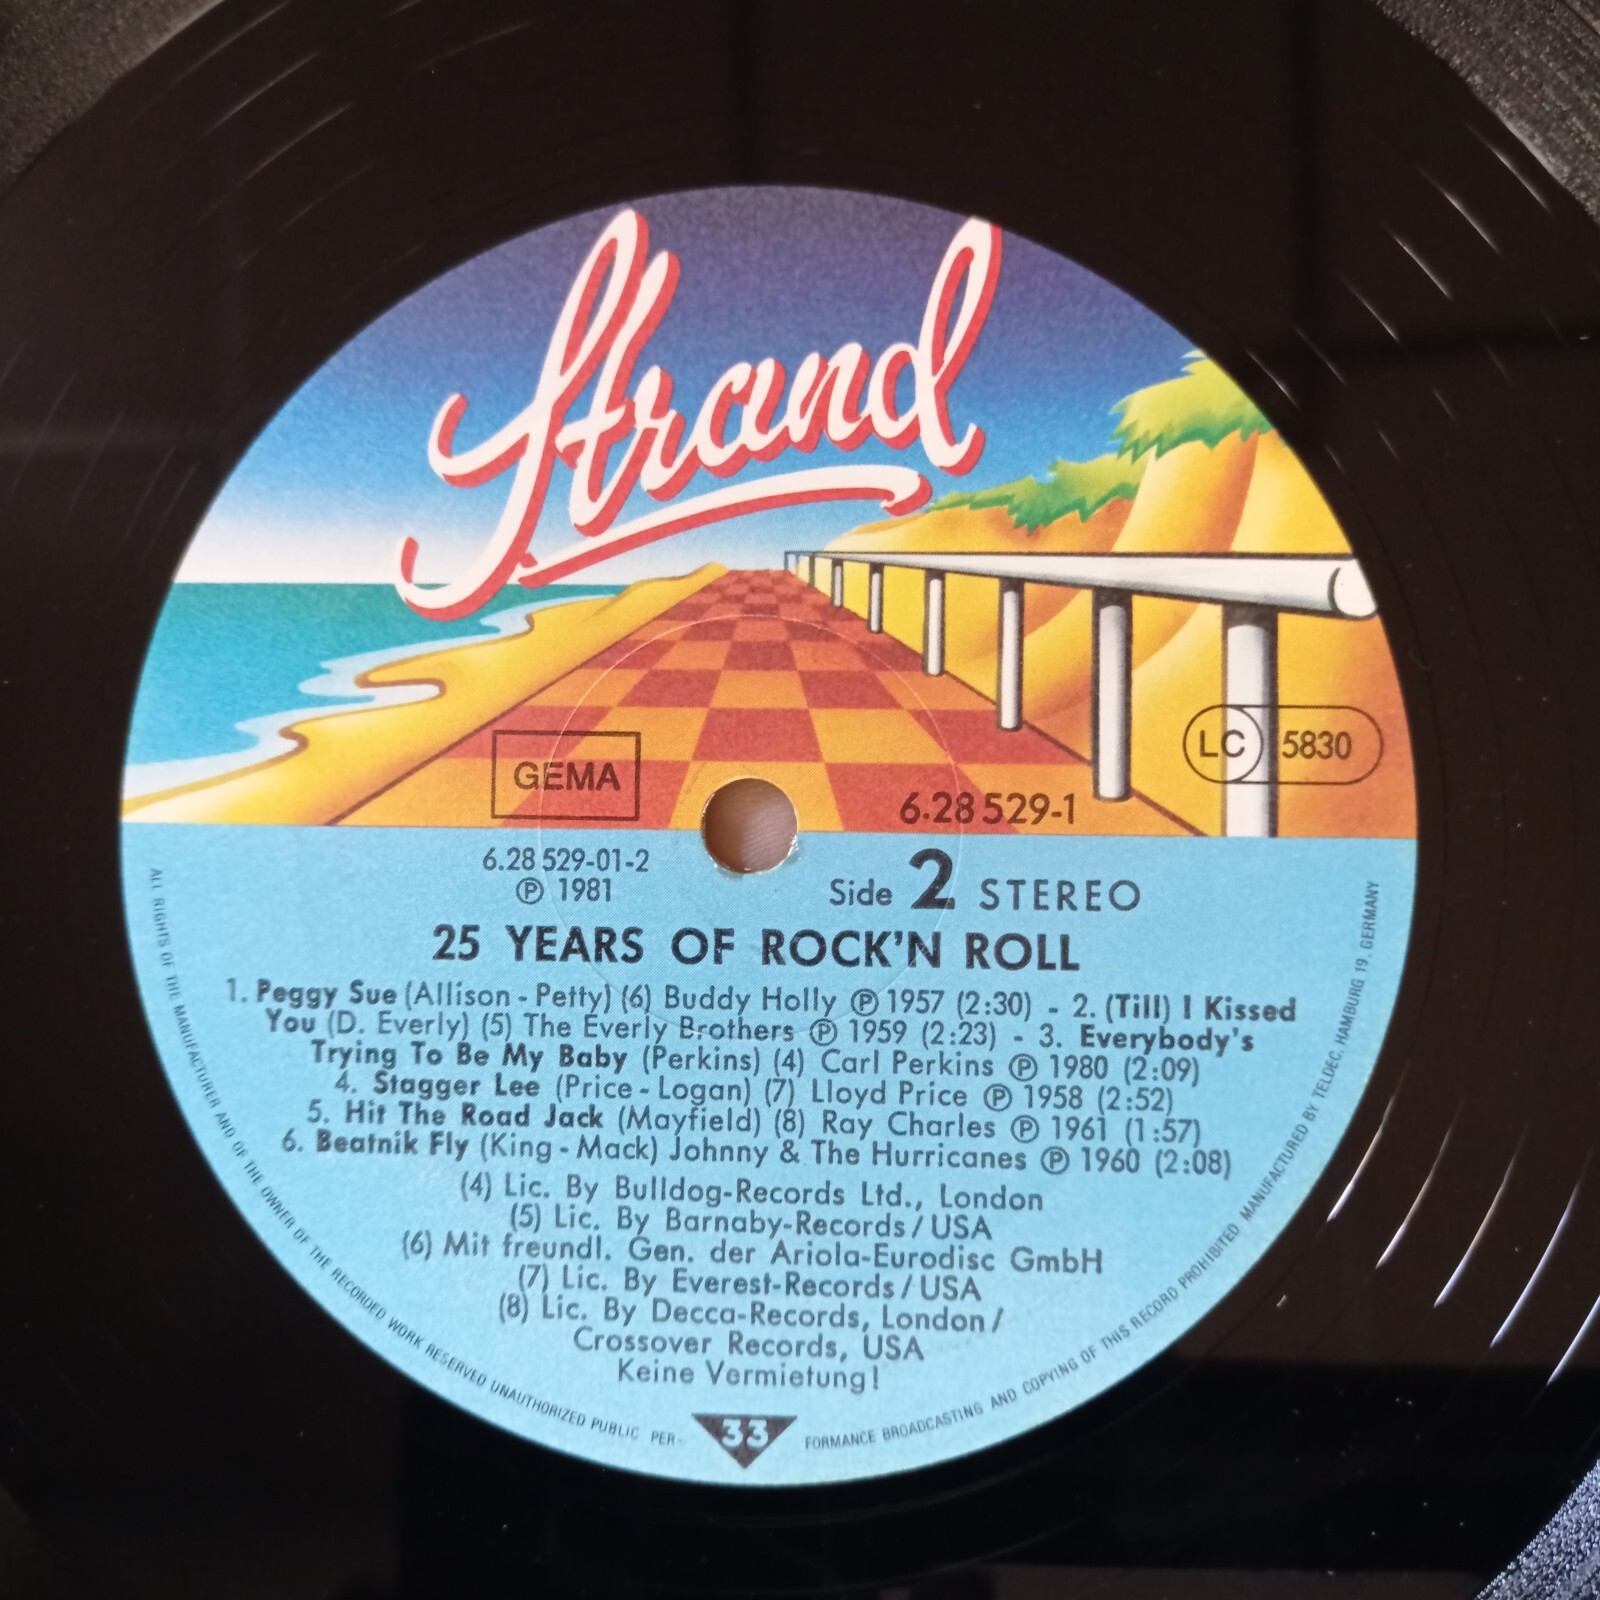 Strand
GEMA
LC 5830
6.28 529-1
6.28 529-01-2
℗ 1981
Side 2 STEREO
25 YEARS OF ROCK'N ROLL
1. Peggy Sue (Allison - Petty) (6) Buddy Holly ℗ 1957 (2:30) - 2. (Till) I Kissed
You (D. Everly) (5) The Everly Brothers ℗ 1959 (2:23) - 3. Everybody's
Trying To Be My Baby (Perkins) (4) Carl Perkins ℗ 1980 (2:09)
4. Stagger Lee (Price - Logan) (7) Lloyd Price ℗ 1958 (2:52)
5. Hit The Road Jack (Mayfield) (8) Ray Charles ℗ 1961 (1:57)
6. Beatnik Fly (King - Mack) Johnny & The Hurricanes ℗ 1960 (2:08)
(4) Lic. By Bulldog-Records Ltd., London
(5) Lic. By Barnaby-Records / USA
(6) Mit freundl. Gen. der Ariola-Eurodisc GmbH
(7) Lic. By Everest-Records / USA
(8) Lic. By Decca-Records, London /
Crossover Records, USA
Keine Vermietung!
33
ALL RIGHTS OF THE MANUFACTURER AND OF THE OWNER OF THE RECORDED WORK RESERVED UNAUTHORIZED PUBLIC PER-
FORMANCE BROADCASTING AND COPYING OF THIS RECORD PROHIBITED MANUFACTURED BY TELDEC, HAMBURG 19, GERMANY